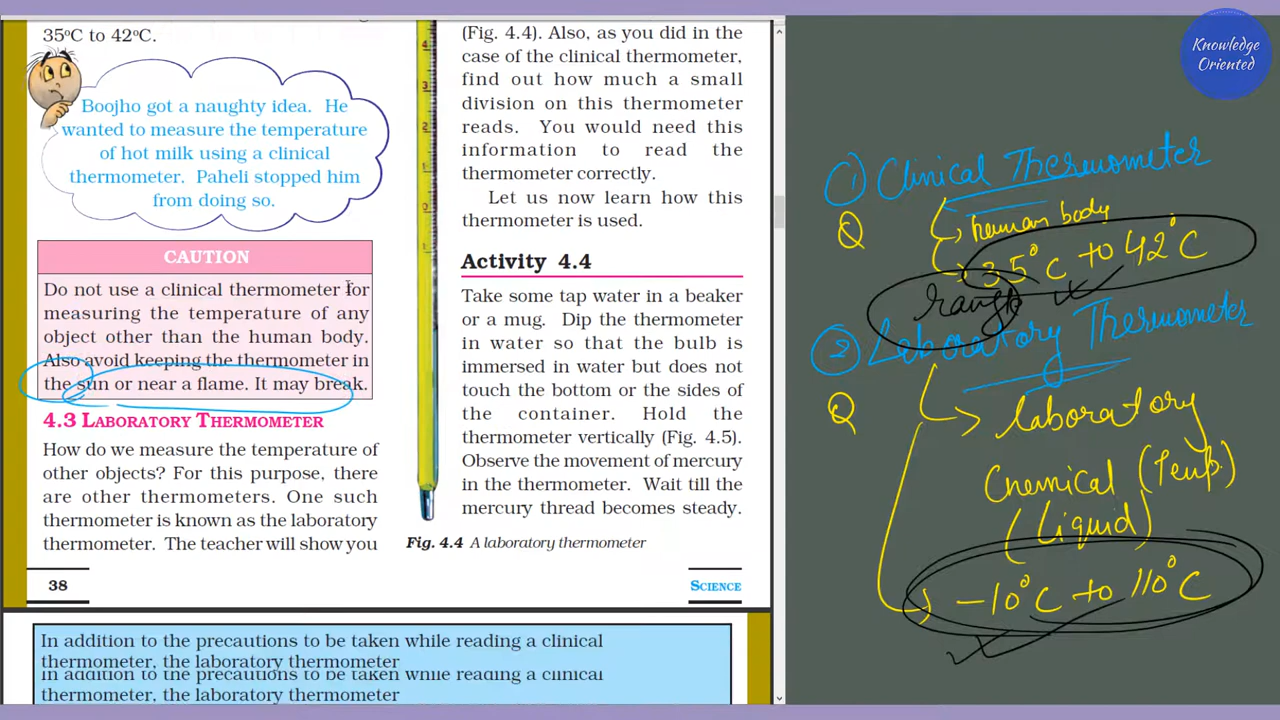 35°C to 42°C.
Boojho got a naughty idea. He
wanted to measure the temperature
of hot milk using a clinical
thermometer. Paheli stopped him
from doing so.
CAUTION
Do not use a clinical thermometer for
measuring the temperature of any
object other than the human body.
Also avoid keeping the thermometer in
the sun or near a flame. It may break.
4.3 LABORATORY THERMOMETER
How do we measure the temperature of
other objects? For this purpose, there
are other thermometers. One such
thermometer is known as the laboratory
thermometer. The teacher will show you
38
(Fig. 4.4). Also, as you did in the
case of the clinical thermometer,
find out how much a small
division on this thermometer
reads. You would need this
information to read the
thermometer correctly.
Let us now learn how this
thermometer is used.
Activity 4.4
Take some tap water in a beaker
or a mug. Dip the thermometer
in water so that the bulb is
immersed in water but does not
touch the bottom or the sides of
the container. Hold the
thermometer vertically (Fig. 4.5).
Observe the movement of mercury
in the thermometer. Wait till the
mercury thread becomes steady.
Fig. 4.4 A laboratory thermometer
SCIENCE
In addition to the precautions to be taken while reading a clinical
thermometer, the laboratory thermometer
In addition to the precautions to be taken while reading a clinical
thermometer, the laboratory thermometer
Knowledge
Oriented
① Clinical Thermometer
Q
human body
35°C to 42°C
range
② Laboratory Thermometer
Q
laboratory
Chemical (Temp.)
(Liquid)
-10°C to 110°C